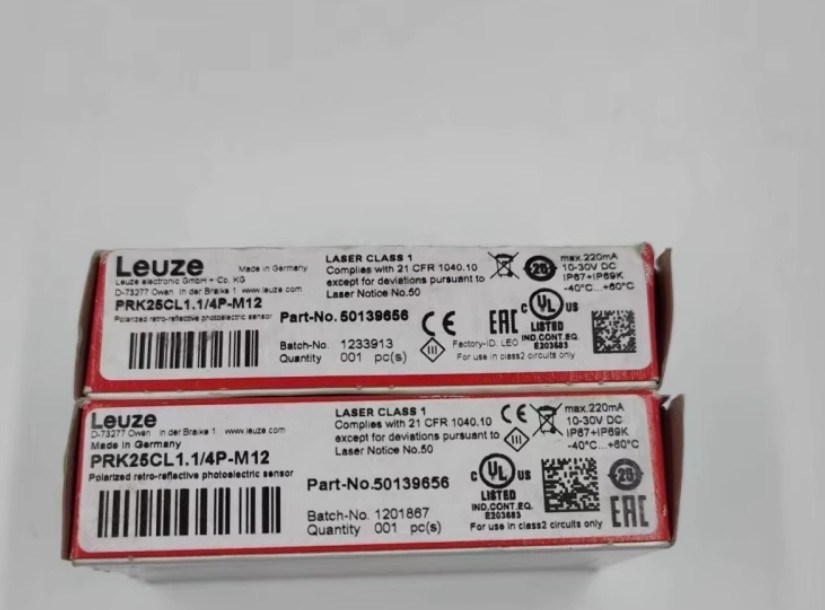 Leuze
Made in Germany
Leuze electronic GmbH + Co. KG
D-73277 Owen In der Braike 1 www.leuze.com
PRK25CL1.1/4P-M12
Polarized retro-reflective photoelectric sensor
LASER CLASS 1
Complies with 21 CFR 1040.10
except for deviations pursuant to
Laser Notice No.50
Part-No. 50139656
CE
Batch-No. 1233913
Quantity 001 pc(s)
Factory-ID: LEO
EAC
For use in class2 circuits only
c UL US
LISTED
IND.CONT.EQ.
E203683
max.220mA
10-30V DC
IP67+IP69K
-40°C...+60°C
Leuze
D-73277 Owen In der Braike 1 www.leuze.com
Made in Germany
PRK25CL1.1/4P-M12
Polarized retro-reflective photoelectric sensor
LASER CLASS 1
Complies with 21 CFR 1040.10
except for deviations pursuant to
Laser Notice No.50
Part-No.50139656
Batch-No. 1201867
Quantity 001 pc(s)
CE
max.220mA
10-30V DC
IP67+IP69K
-40°C...+60°C
c UL US
LISTED
IND.CONT.EQ.
E203683
For use in class2 circuits only
EAC